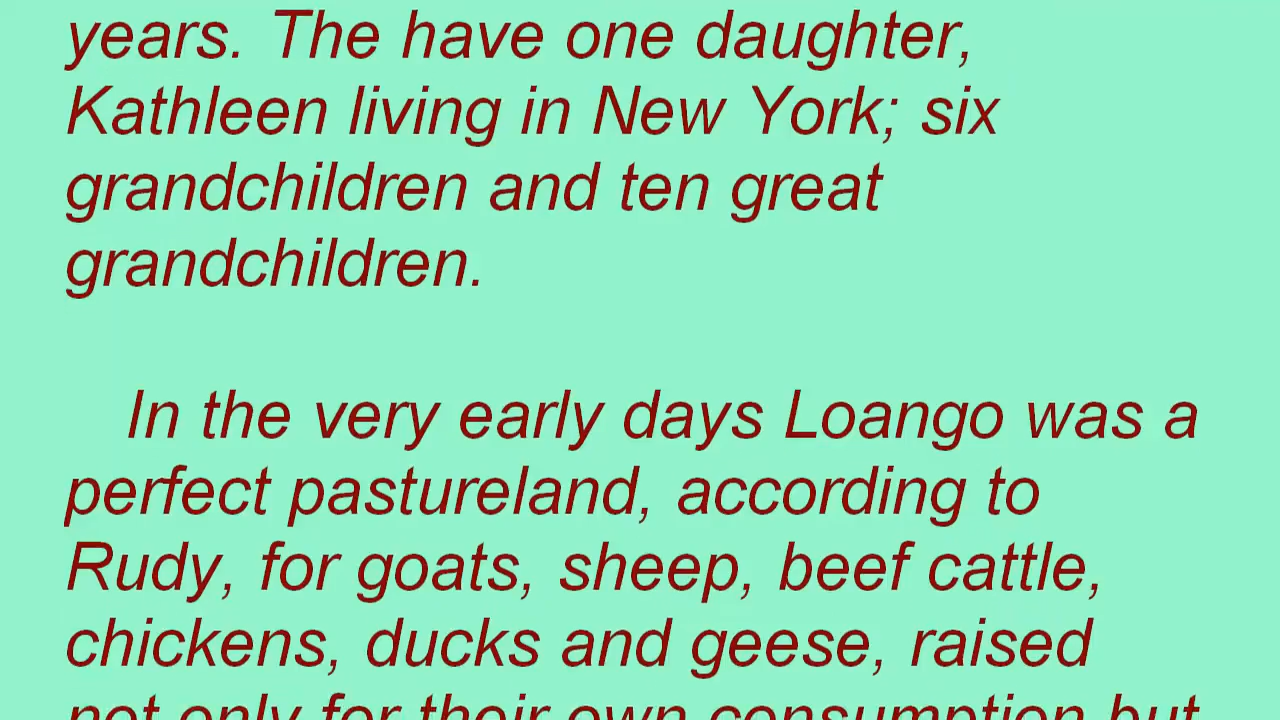 years. The have one daughter,
Kathleen living in New York; six
grandchildren and ten great
grandchildren.
In the very early days Loango was a
perfect pastureland, according to
Rudy, for goats, sheep, beef cattle,
chickens, ducks and geese, raised
not only for their own consumption but